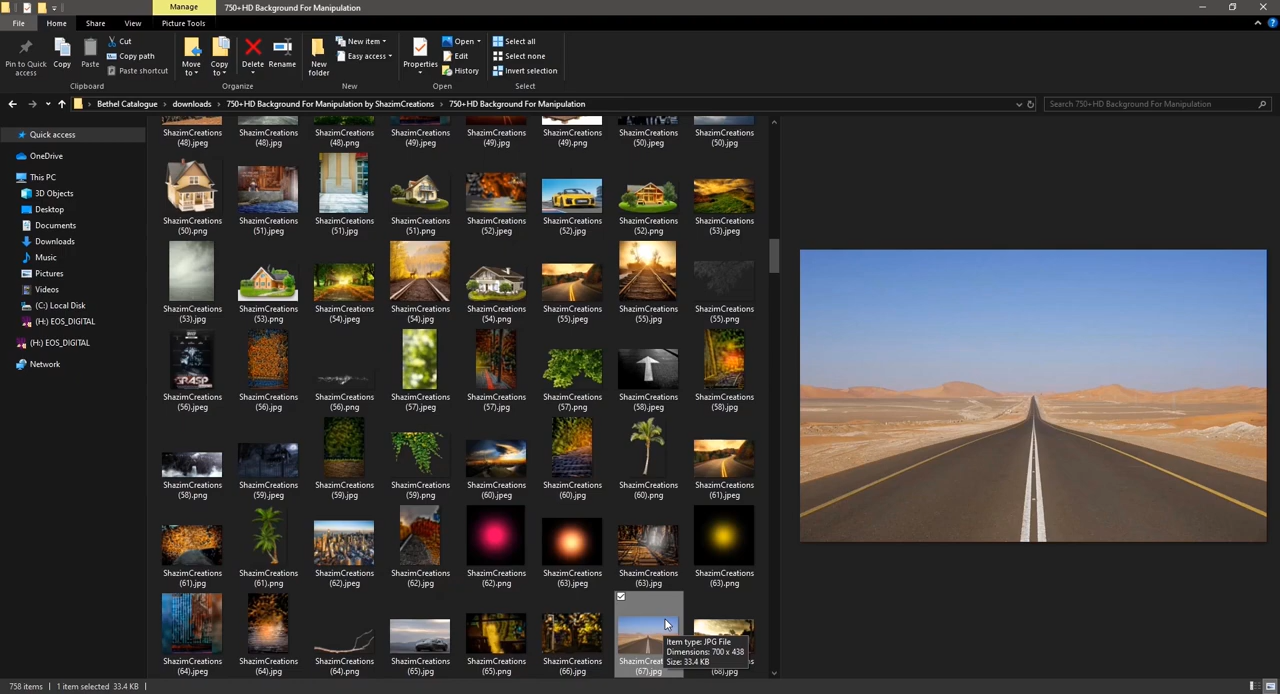 Manage
750+HD Background For Manipulation
File
Home
Share
View
Picture Tools
Pin to Quick access
Copy
Paste
Cut
Copy path
Paste shortcut
Clipboard
Move to
Copy to
Delete
Rename
Organize
New folder
New item
Easy access
New
Properties
Open
Edit
History
Open
Select all
Select none
Invert selection
Select
Bethel Catalogue > downloads > 750+HD Background For Manipulation by ShazimCreations > 750+HD Background For Manipulation
Search 750+HD Background For Manipulation
Quick access
OneDrive
This PC
3D Objects
Desktop
Documents
Downloads
Music
Pictures
Videos
(C:) Local Disk
(H:) EOS_DIGITAL
(H:) EOS_DIGITAL
Network
ShazimCreations (48).jpeg
ShazimCreations (48).jpg
ShazimCreations (48).png
ShazimCreations (49).jpeg
ShazimCreations (49).jpg
ShazimCreations (49).png
ShazimCreations (50).jpeg
ShazimCreations (50).jpg
ShazimCreations (50).png
ShazimCreations (51).jpeg
ShazimCreations (51).jpg
ShazimCreations (51).png
ShazimCreations (52).jpeg
ShazimCreations (52).jpg
ShazimCreations (52).png
ShazimCreations (53).jpeg
ShazimCreations (53).jpg
ShazimCreations (53).png
ShazimCreations (54).jpeg
ShazimCreations (54).jpg
ShazimCreations (54).png
ShazimCreations (55).jpeg
ShazimCreations (55).jpg
ShazimCreations (55).png
GRASP
ShazimCreations (56).jpeg
ShazimCreations (56).jpg
ShazimCreations (56).png
ShazimCreations (57).jpeg
ShazimCreations (57).jpg
ShazimCreations (57).png
ShazimCreations (58).jpeg
ShazimCreations (58).jpg
ShazimCreations (58).png
ShazimCreations (59).jpeg
ShazimCreations (59).jpg
ShazimCreations (59).png
ShazimCreations (60).jpeg
ShazimCreations (60).jpg
ShazimCreations (60).png
ShazimCreations (61).jpeg
ShazimCreations (61).jpg
ShazimCreations (61).png
ShazimCreations (62).jpeg
ShazimCreations (62).jpg
ShazimCreations (62).png
ShazimCreations (63).jpeg
ShazimCreations (63).jpg
ShazimCreations (63).png
ShazimCreations (64).jpg
ShazimCreations (64).jpg
ShazimCreations (64).png
ShazimCreations (65).jpg
ShazimCreations (65).png
ShazimCreations (66).jpg
ShazimCreat
(67).jpg
(68).jpg
Item type: JPG File
Dimensions: 700 x 438
Size: 33.4 KB
758 items
1 item selected 33.4 KB